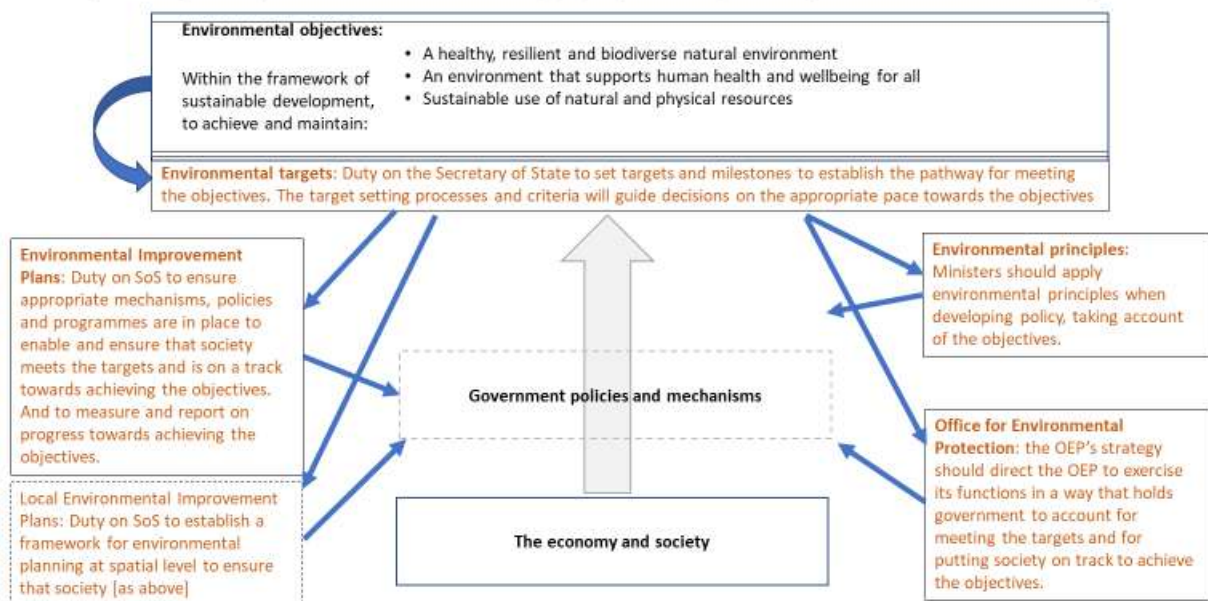 Environmental objectives:
Within the framework of
sustainable development,
to achieve and maintain:
• A healthy, resilient and biodiverse natural environment
• An environment that supports human health and wellbeing for all
• Sustainable use of natural and physical resources
Environmental targets: Duty on the Secretary of State to set targets and milestones to establish the pathway for meeting
the objectives. The target setting processes and criteria will guide decisions on the appropriate pace towards the objectives
Environmental Improvement
Plans: Duty on SoS to ensure
appropriate mechanisms, policies
and programmes are in place to
enable and ensure that society
meets the targets and is on a track
towards achieving the objectives.
And to measure and report on
progress towards achieving the
objectives.
Environmental principles:
Ministers should apply
environmental principles when
developing policy, taking account
of the objectives.
Government policies and mechanisms
Local Environmental Improvement
Plans: Duty on SoS to establish a
framework for environmental
planning at spatial level to ensure
that society [as above]
The economy and society
Office for Environmental
Protection: the OEP's strategy
should direct the OEP to exercise
its functions in a way that holds
government to account for
meeting the targets and for
putting society on track to achieve
the objectives.